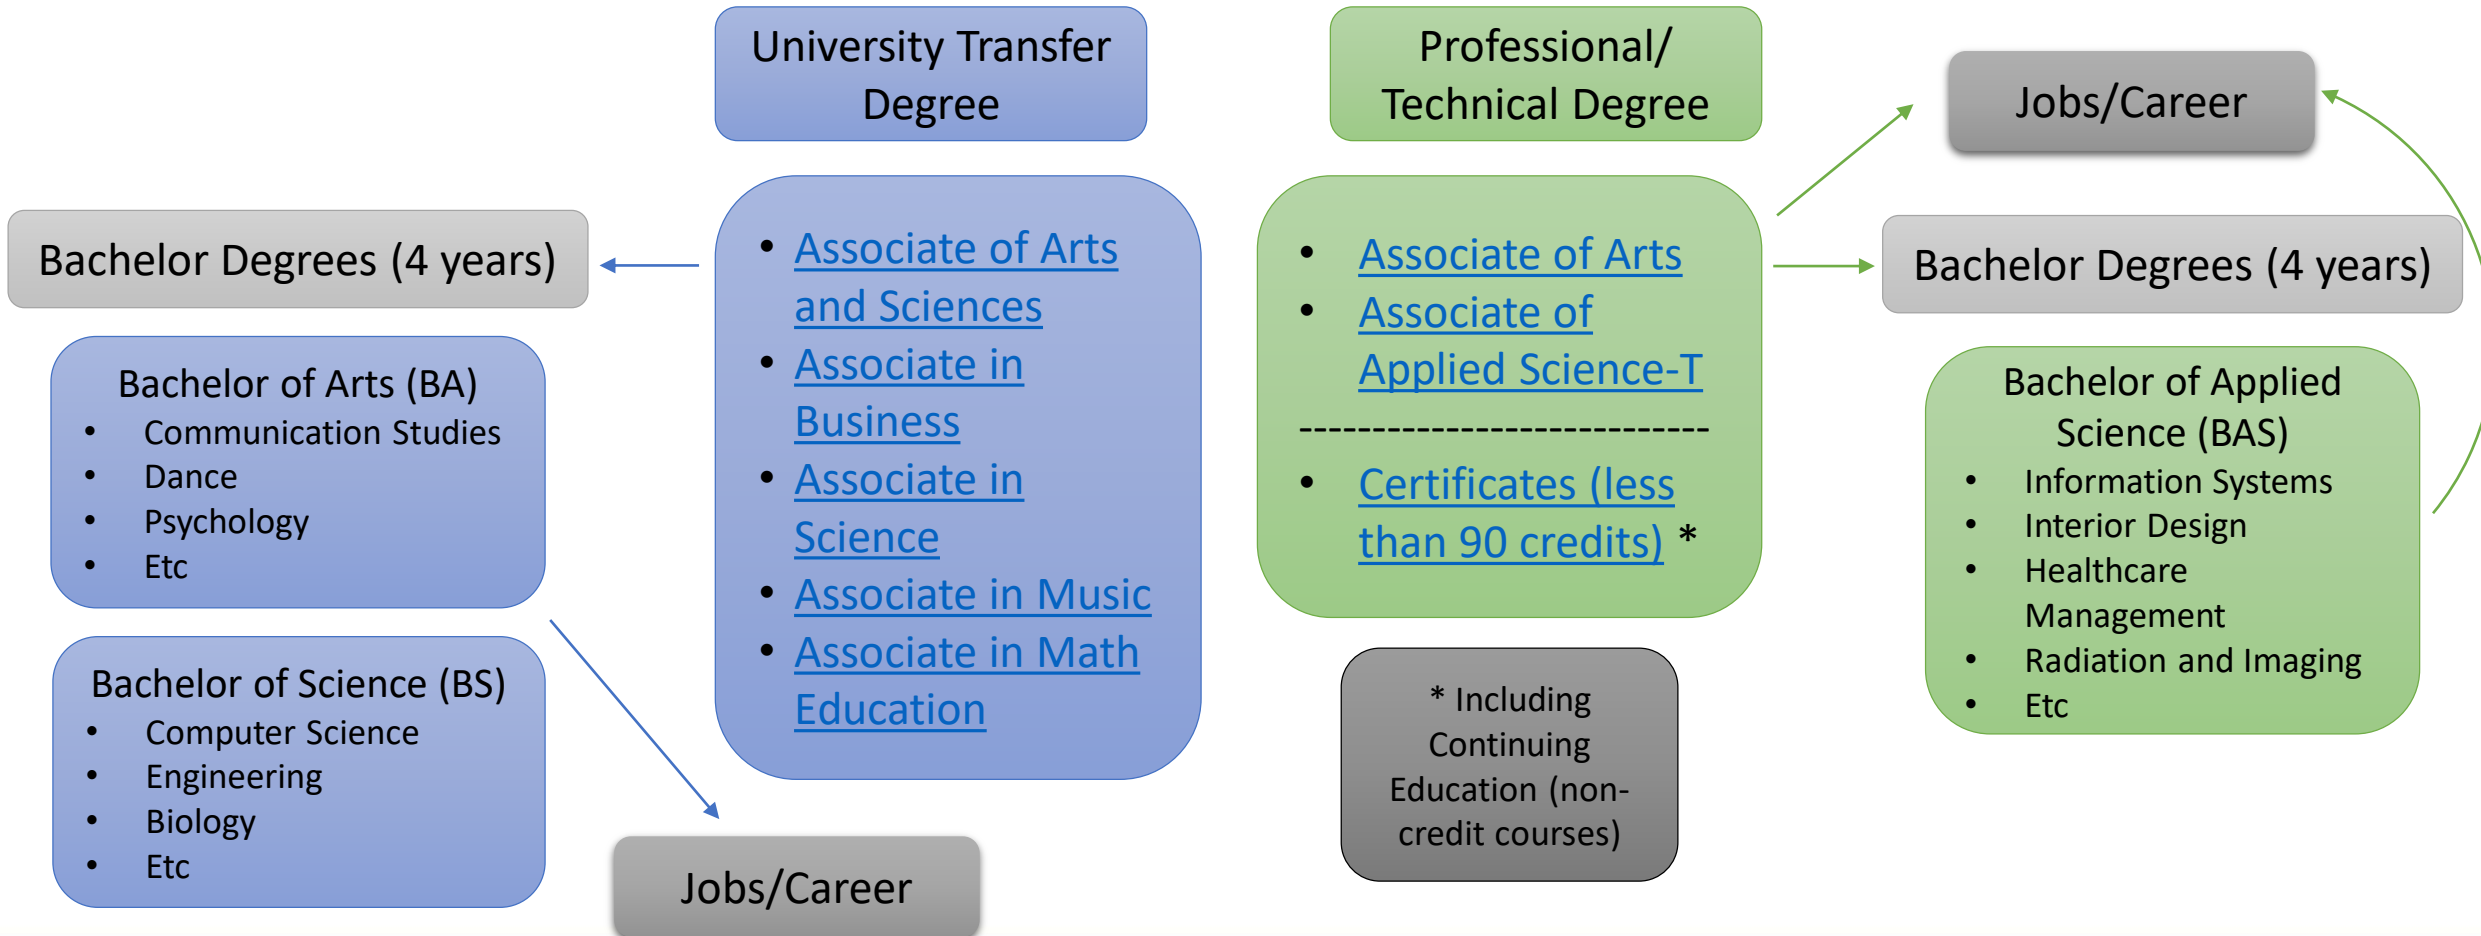 University Transfer
Degree
Professional/
Technical Degree
Jobs/Career
Bachelor Degrees (4 years)
• Associate of Arts
and Sciences
• Associate in
Business
• Associate in
Science
• Associate in Music
• Associate in Math
Education
• Associate of Arts
• Associate of
Applied Science-T
----------------------------
• Certificates (less
than 90 credits) *
Bachelor Degrees (4 years)
Bachelor of Arts (BA)
• Communication Studies
• Dance
• Psychology
• Etc
Bachelor of Applied
Science (BAS)
• Information Systems
• Interior Design
• Healthcare
Management
• Radiation and Imaging
• Etc
Bachelor of Science (BS)
• Computer Science
• Engineering
• Biology
• Etc
* Including
Continuing
Education (non-
credit courses)
Jobs/Career